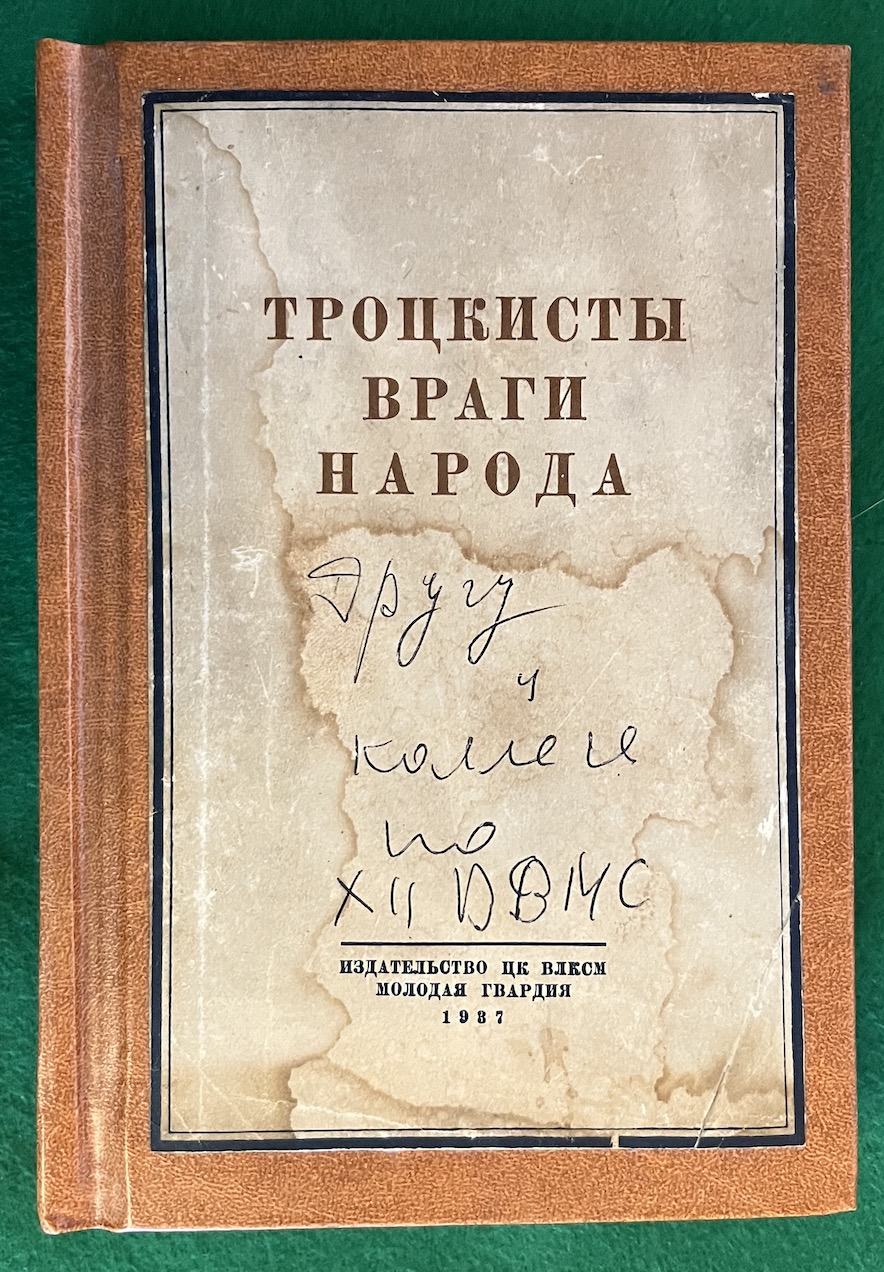 ТРОЦКИСТЫ
ВРАГИ
НАРОДА
Другу
и
коллеге
по
XII ВВМС
ИЗДАТЕЛЬСТВО ЦК ВЛКСМ
МОЛОДАЯ ГВАРДИЯ
1937